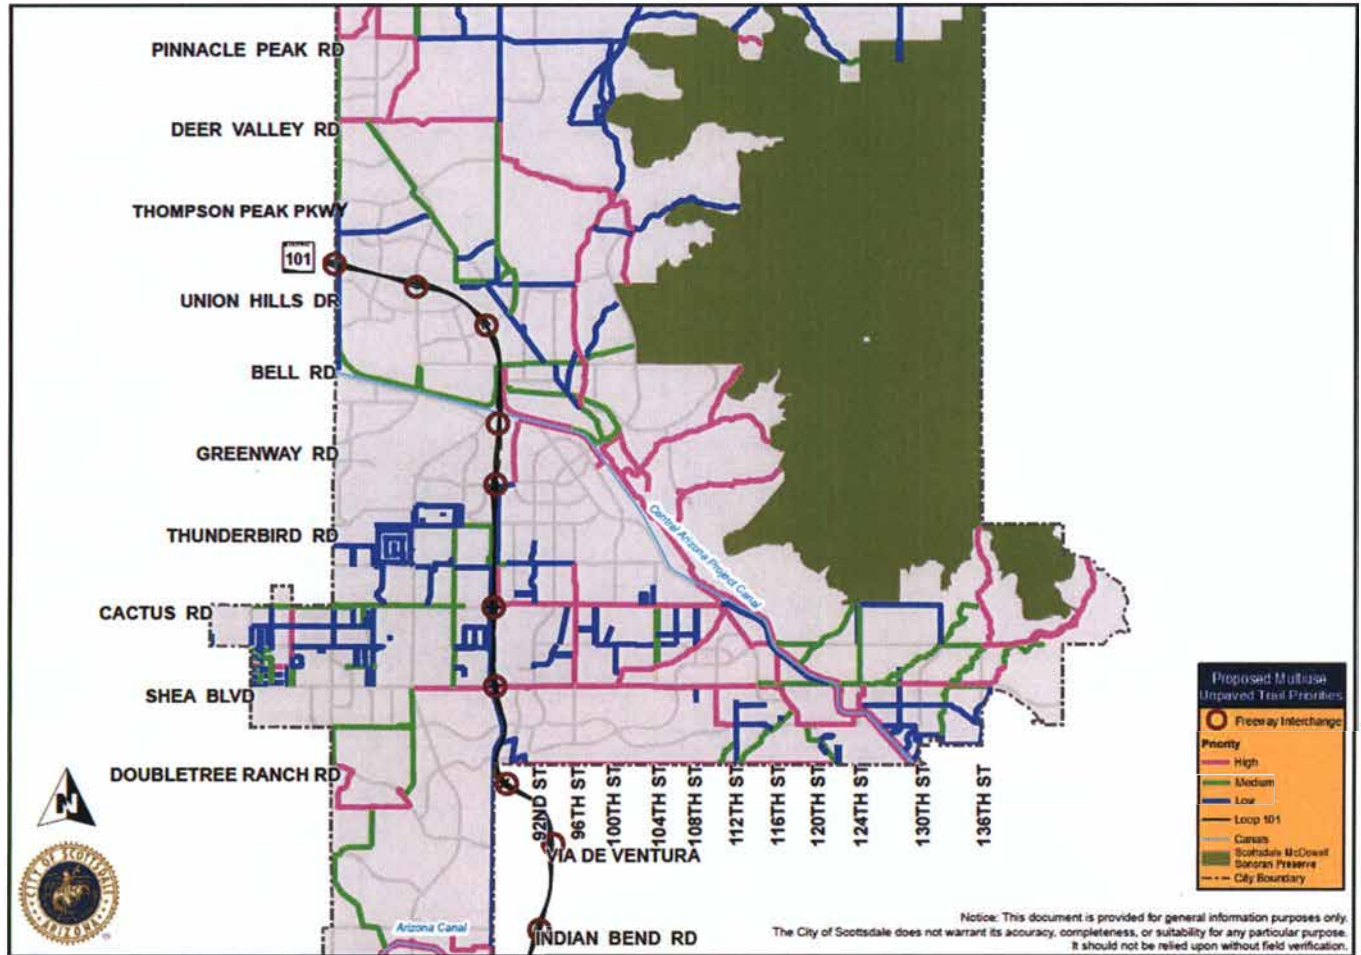 PINNACLE PEAK RD
DEER VALLEY RD
THOMPSON PEAK PKWY
101
UNION HILLS DR
BELL RD
GREENWAY RD
THUNDERBIRD RD
CACTUS RD
SHEA BLVD
DOUBLETREE RANCH RD
Central Arizona Project Canal
92ND ST
96TH ST
100TH ST
104TH ST
108TH ST
112TH ST
116TH ST
120TH ST
124TH ST
130TH ST
136TH ST
VIA DE VENTURA
Arizona Canal
INDIAN BEND RD
N
CITY OF SCOTTSDALE
ARIZONA
Proposed Multiuse
Unpaved Trail Priorities
Freeway Interchange
Priority
High
Medium
Low
Loop 101
Canals
Scottsdale McDowell
Sonoran Preserve
City Boundary
Notice: This document is provided for general information purposes only.
The City of Scottsdale does not warrant its accuracy, completeness, or suitability for any particular purpose.
It should not be relied upon without field verification.